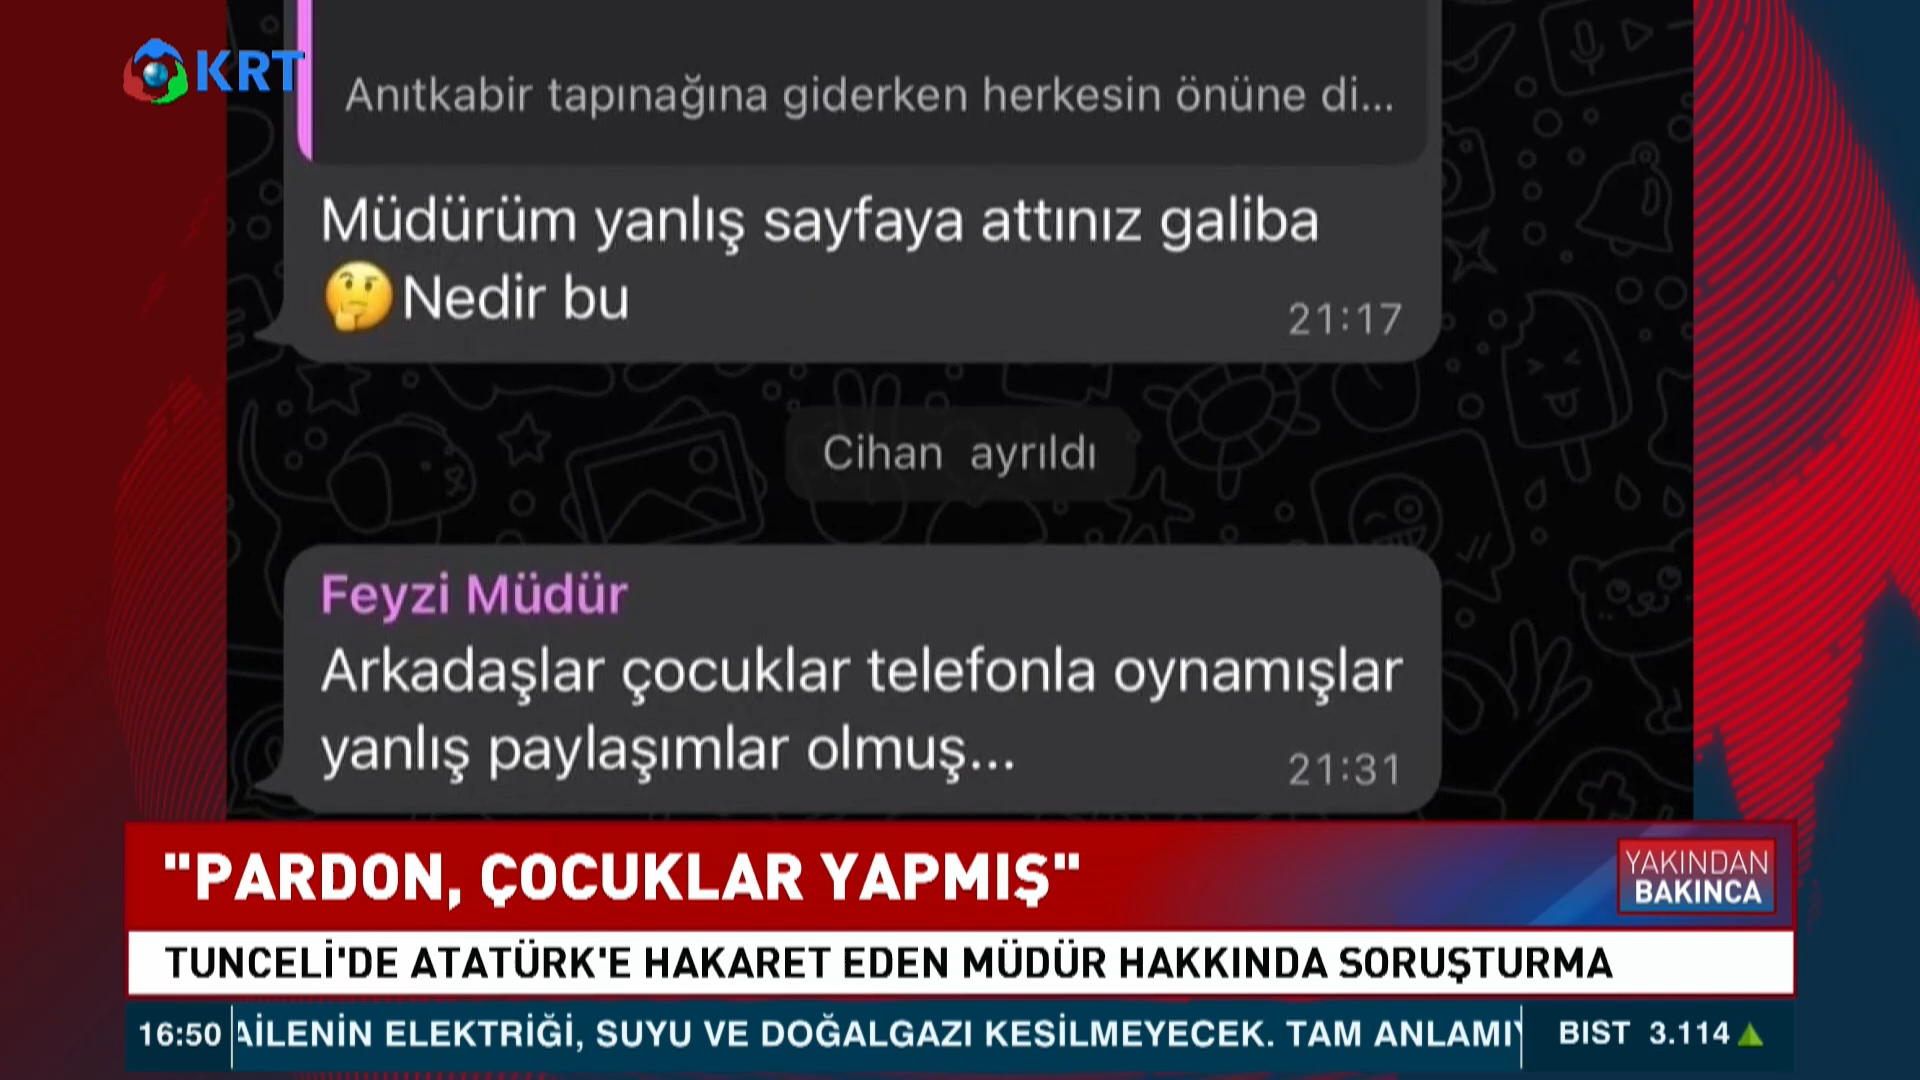 KRT
Anıtkabir tapınağına giderken herkesin önüne di...
Müdürüm yanlış sayfaya attınız galiba
🤔Nedir bu
21:17
Cihan ayrıldı
Feyzi Müdür
Arkadaşlar çocuklar telefonla oynamışlar
yanlış paylaşımlar olmuş...
21:31
"PARDON, ÇOCUKLAR YAPMIŞ"
YAKINDAN
BAKINCA
TUNCELİ'DE ATATÜRK'E HAKARET EDEN MÜDÜR HAKKINDA SORUŞTURMA
16:50 AİLENİN ELEKTRİĞİ, SUYU VE DOĞALGAZI KESİLMEYECEK. TAM ANLAMI BIST 3.114